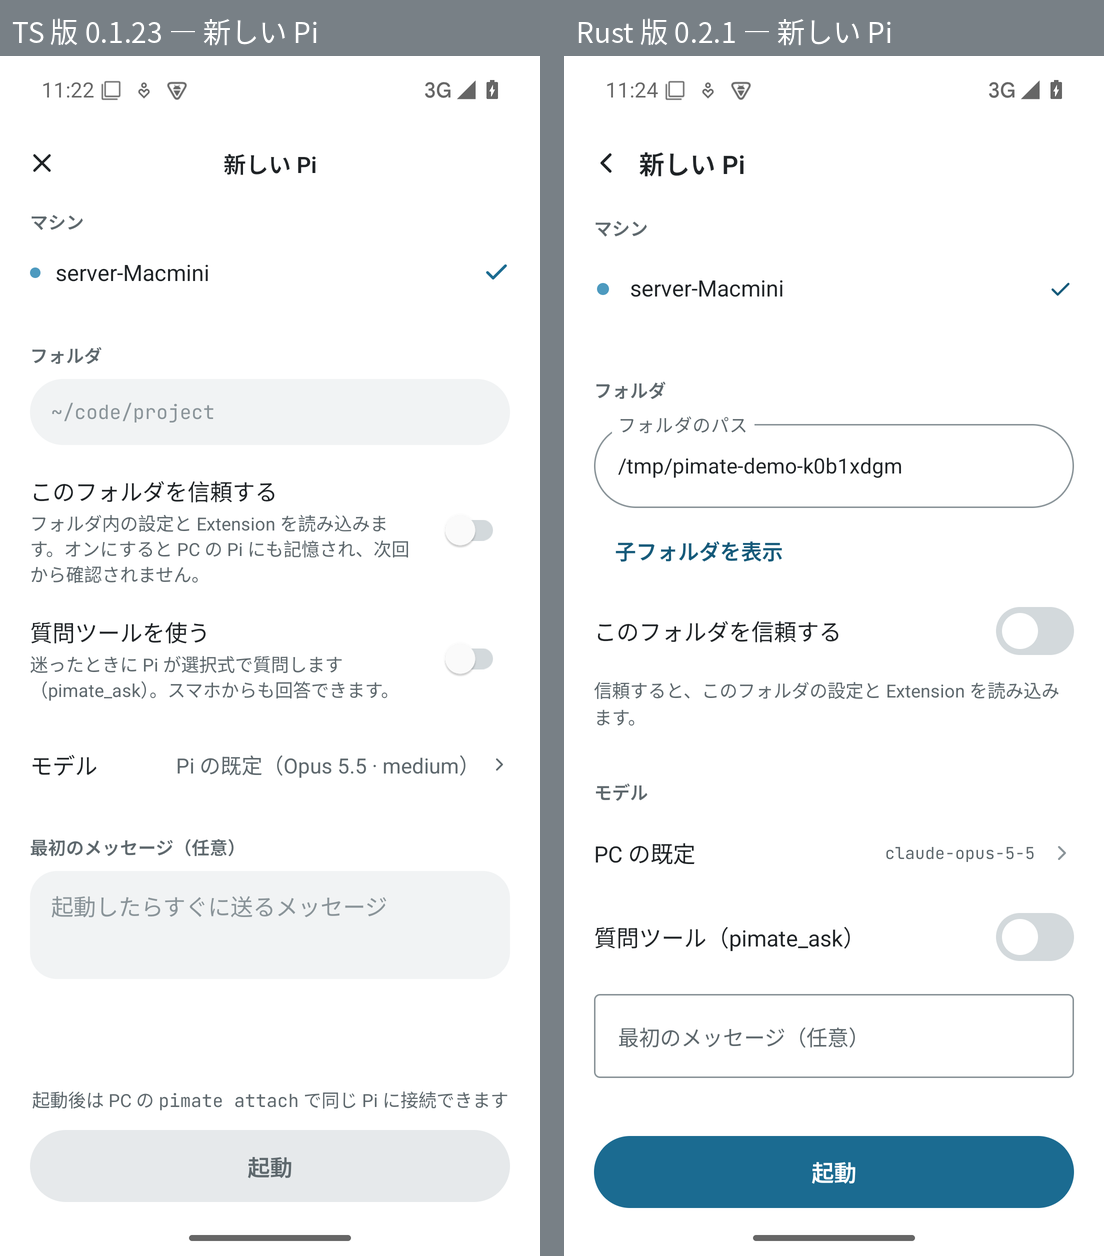 TS 版 0.1.23 — 新しい Pi
11:22
3G
新しい Pi
マシン
server-Macmini
フォルダ
~/code/project
このフォルダを信頼する
フォルダ内の設定と Extension を読み込みま
す。オンにすると PC の Pi にも記憶され、次回
から確認されません。
質問ツールを使う
迷ったときに Pi が選択式で質問します
（pimate_ask）。スマホからも回答できます。
モデル
Pi の既定（Opus 5.5 · medium）
最初のメッセージ（任意）
起動したらすぐに送るメッセージ
起動後は PC の pimate attach で同じ Pi に接続できます
起動
Rust 版 0.2.1 — 新しい Pi
11:24
3G
新しい Pi
マシン
server-Macmini
フォルダ
フォルダのパス
/tmp/pimate-demo-k0b1xdgm
子フォルダを表示
このフォルダを信頼する
信頼すると、このフォルダの設定と Extension を読み込み
ます。
モデル
PC の既定
claude-opus-5-5
質問ツール（pimate_ask）
最初のメッセージ（任意）
起動